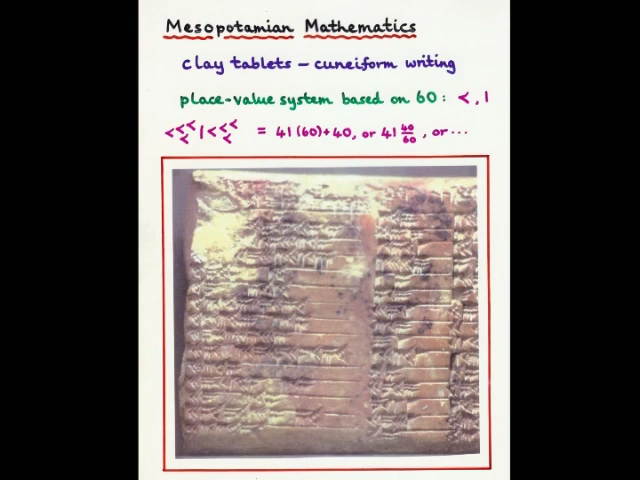 Mesopotamian Mathematics
clay tablets – cuneiform writing
place-value system based on 60: < , |
<<<< | <<<< = 41(60)+40, or 41 40/60, or ...